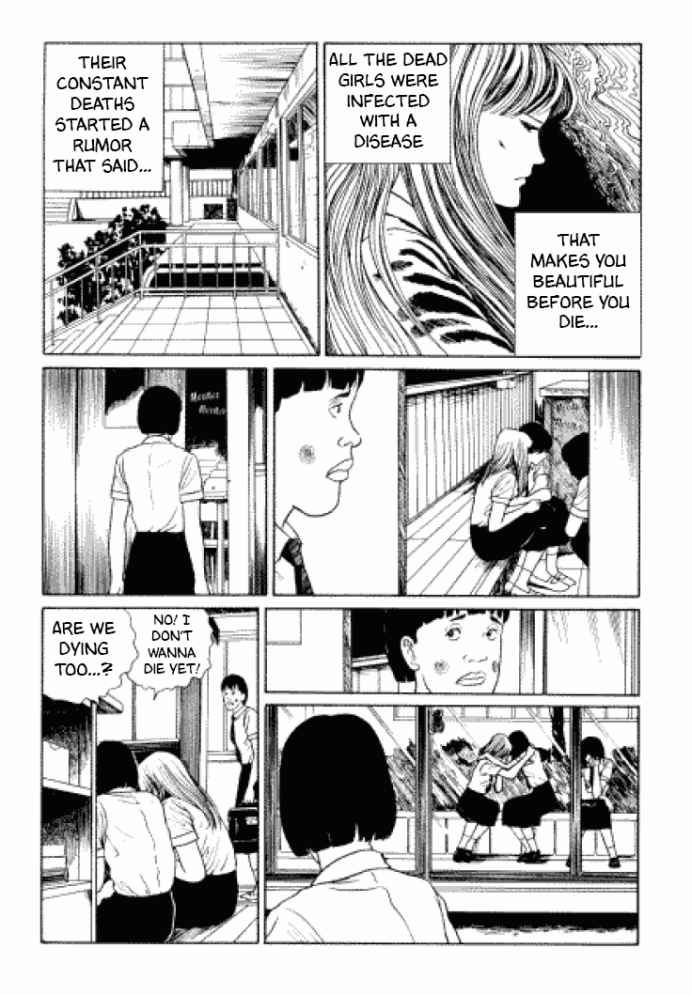 THEIR
CONSTANT
DEATHS
STARTED A
RUMOR
THAT SAID...
ALL THE DEAD
GIRLS WERE
INFECTED
WITH A
DISEASE
THAT
MAKES YOU
BEAUTIFUL
BEFORE YOU
DIE...
ARE WE
DYING
TOO...?
NO! I
DON'T
WANNA
DIE YET!